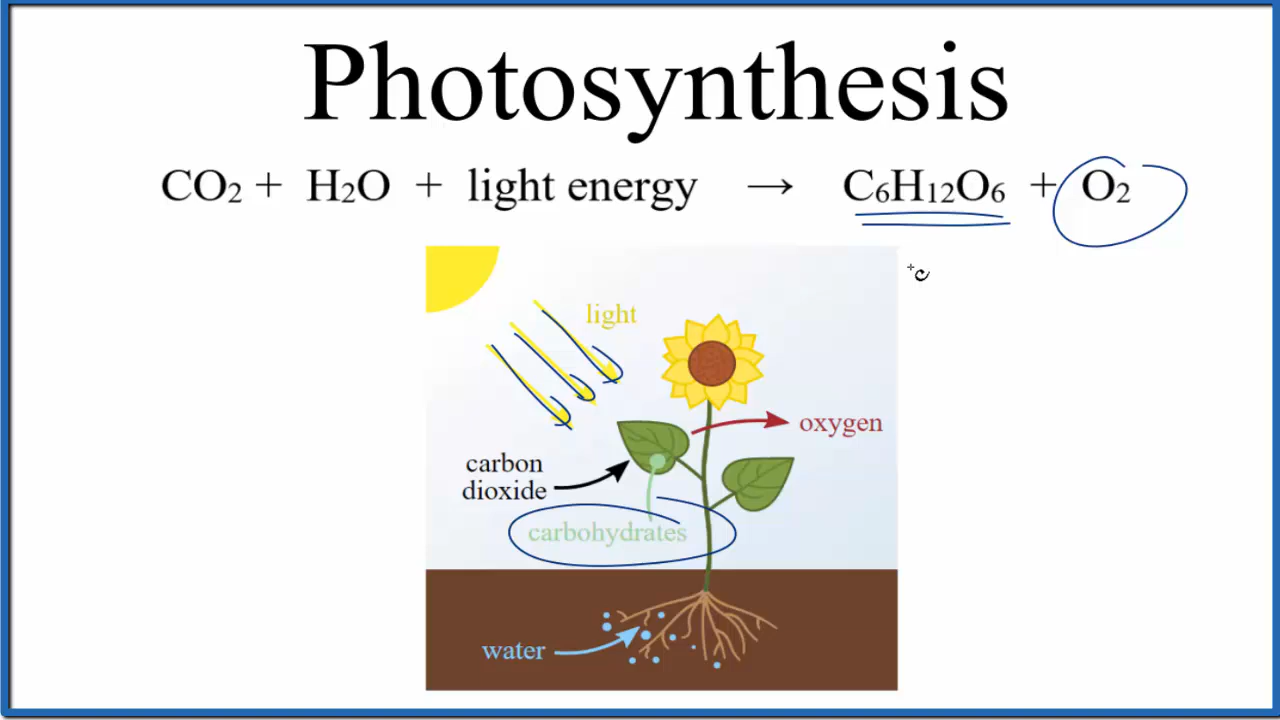 Photosynthesis
CO₂ + H₂O + light energy → C₆H₁₂O₆ + O₂
light
oxygen
carbon
dioxide
carbohydrates
water